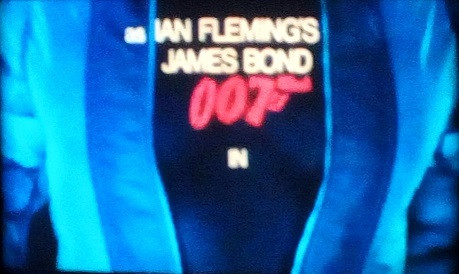 as IAN FLEMING'S
JAMES BOND
007
IN